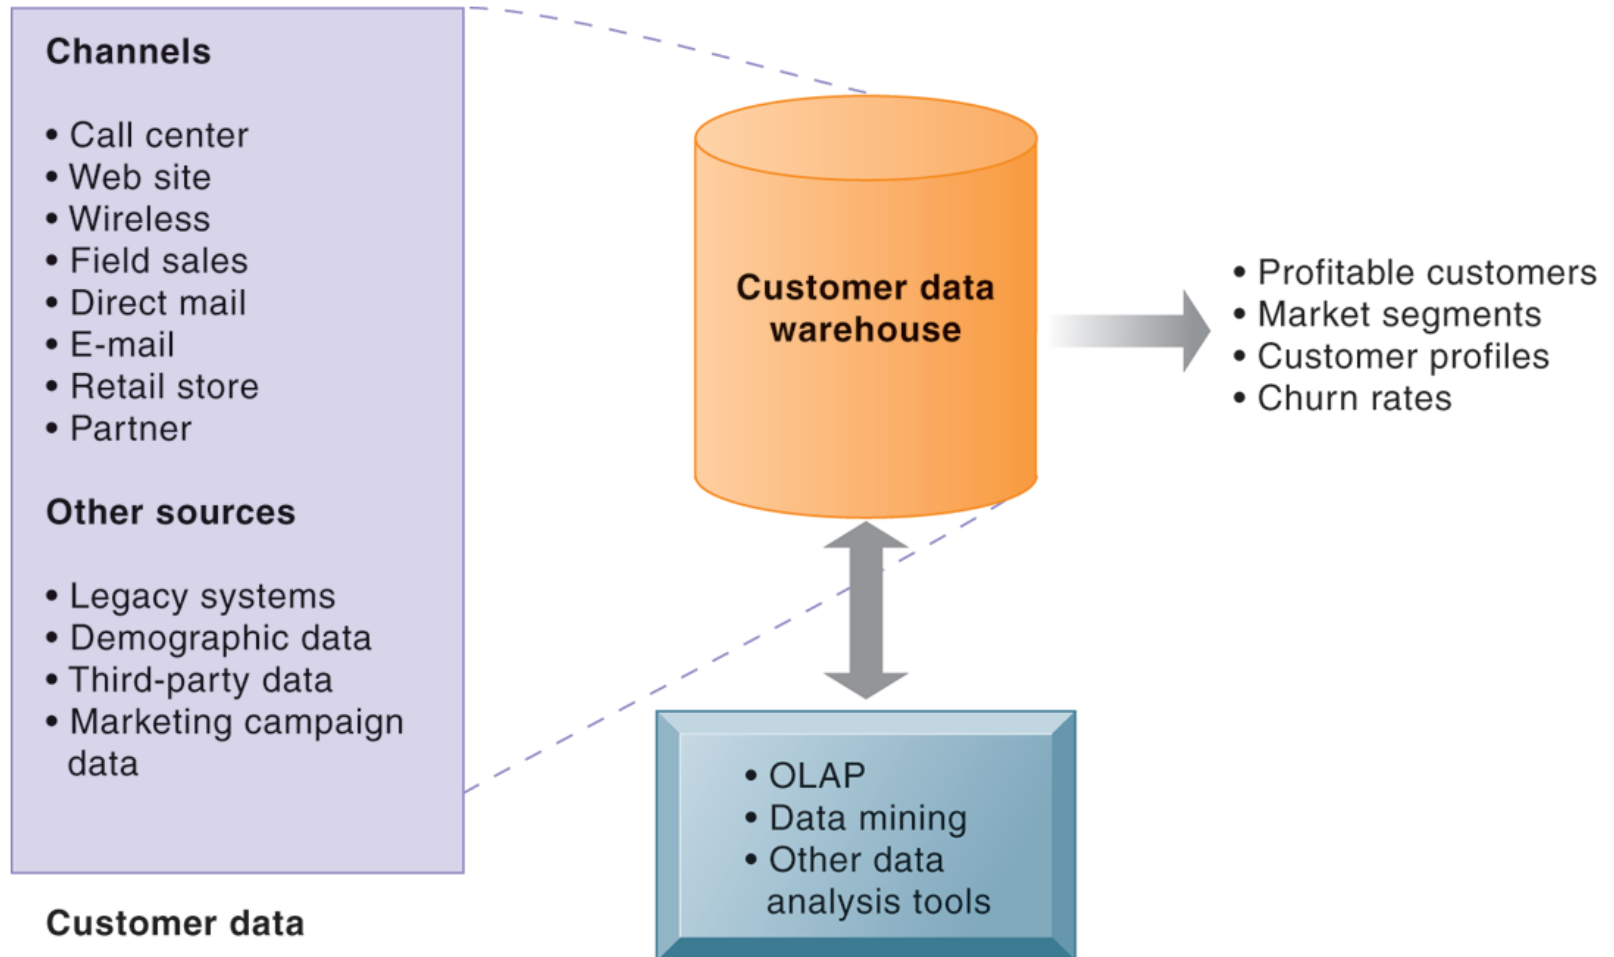 Channels
• Call center
• Web site
• Wireless
• Field sales
• Direct mail
• E-mail
• Retail store
• Partner
Other sources
• Legacy systems
• Demographic data
• Third-party data
• Marketing campaign
data
Customer data
Customer data
warehouse
• Profitable customers
• Market segments
• Customer profiles
• Churn rates
• OLAP
• Data mining
• Other data
analysis tools